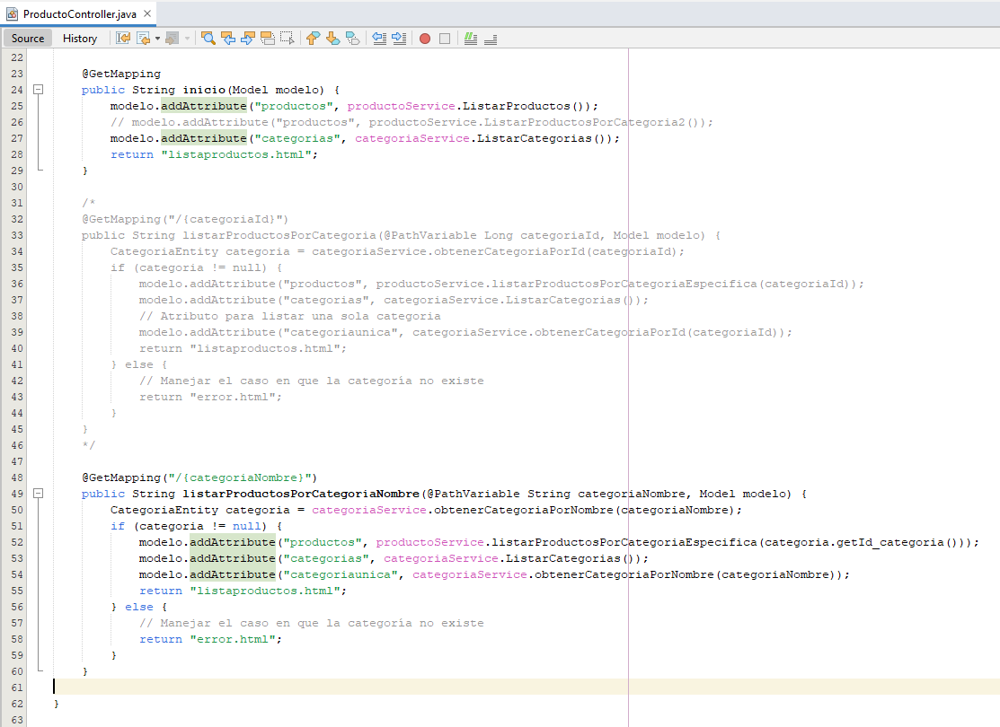 ProductoController.java
Source History
22
23 @GetMapping
24 public String inicio(Model modelo) {
25 modelo.addAttribute("productos", productoService.ListarProductos());
26 // modelo.addAttribute("productos", productoService.ListarProductosPorCategoria2());
27 modelo.addAttribute("categorias", categoriaService.ListarCategorias());
28 return "listaproductos.html";
29 }
30
31 /*
32 @GetMapping("/{categoriaId}")
33 public String listarProductosPorCategoria(@PathVariable Long categoriaId, Model modelo) {
34 CategoriaEntity categoria = categoriaService.obtenerCategoriaPorId(categoriaId);
35 if (categoria != null) {
36 modelo.addAttribute("productos", productoService.listarProductosPorCategoriaEspecifica(categoriaId));
37 modelo.addAttribute("categorias", categoriaService.ListarCategorias());
38 // Atributo para listar una sola categoria
39 modelo.addAttribute("categoriaunica", categoriaService.obtenerCategoriaPorId(categoriaId));
40 return "listaproductos.html";
41 } else {
42 // Manejar el caso en que la categoría no existe
43 return "error.html";
44 }
45 }
46 */
47
48 @GetMapping("/{categoriaNombre}")
49 public String listarProductosPorCategoriaNombre(@PathVariable String categoriaNombre, Model modelo) {
50 CategoriaEntity categoria = categoriaService.obtenerCategoriaPorNombre(categoriaNombre);
51 if (categoria != null) {
52 modelo.addAttribute("productos", productoService.listarProductosPorCategoriaEspecifica(categoria.getId_categoria()));
53 modelo.addAttribute("categorias", categoriaService.ListarCategorias());
54 modelo.addAttribute("categoriaunica", categoriaService.obtenerCategoriaPorNombre(categoriaNombre));
55 return "listaproductos.html";
56 } else {
57 // Manejar el caso en que la categoría no existe
58 return "error.html";
59 }
60 }
61
62 }
63